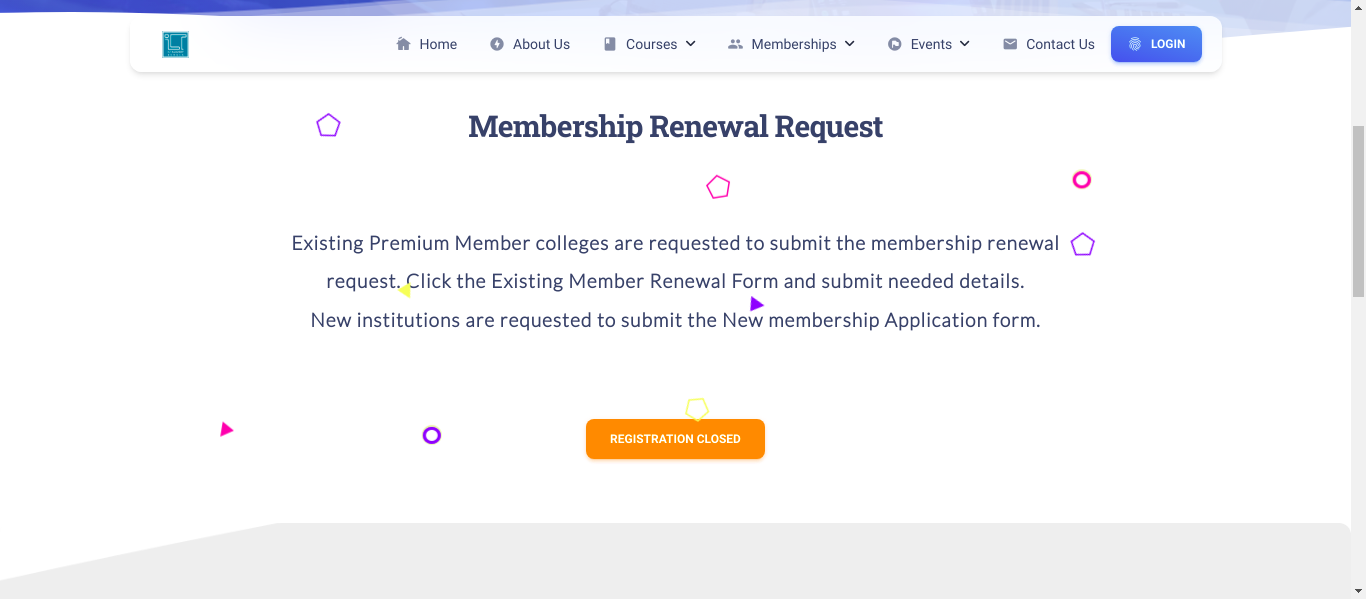 Home About Us Courses Memberships Events Contact Us LOGIN
Membership Renewal Request
Existing Premium Member colleges are requested to submit the membership renewal
request. Click the Existing Member Renewal Form and submit needed details.
New institutions are requested to submit the New membership Application form.
REGISTRATION CLOSED